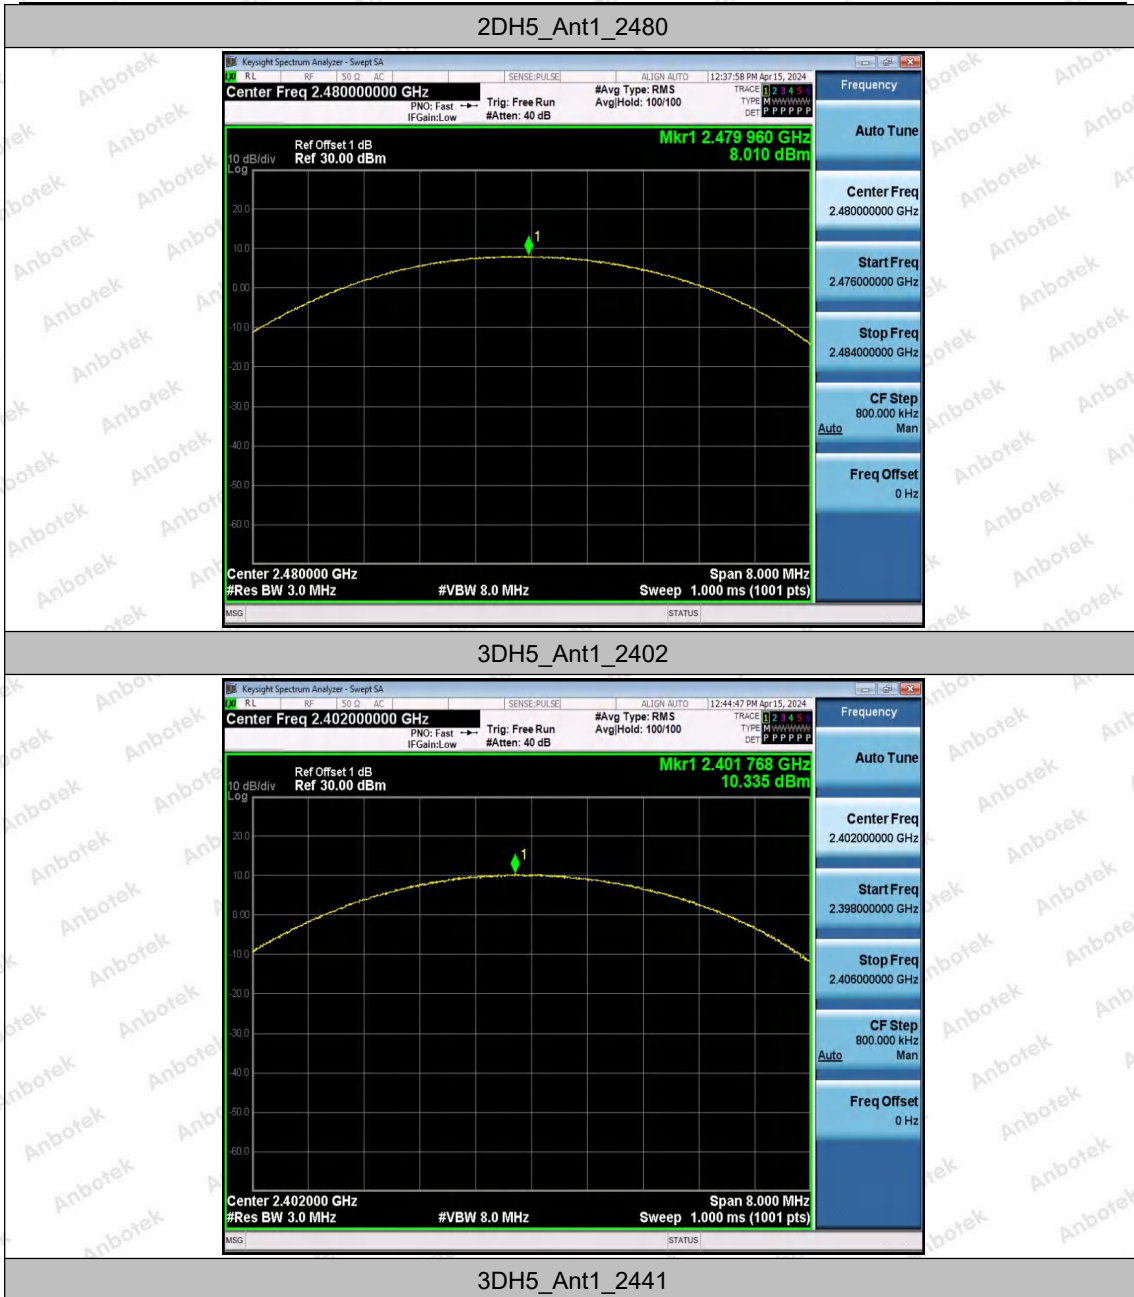 2DH5_Ant1_2480
Keysight Spectrum Analyzer - Swept SA
RL RF 50 Ω AC SENSE:PULSE ALIGN AUTO 12:37:58 PM Apr 15, 2024
Center Freq 2.480000000 GHz
PNO: Fast
IFGain:Low
Trig: Free Run
#Atten: 40 dB
#Avg Type: RMS
Avg|Hold: 100/100
TRACE 1 2 3 4 5 6
TYPE M WWWWW
DET P P P P P P
Frequency
Auto Tune
Center Freq
2.480000000 GHz
Start Freq
2.476000000 GHz
Stop Freq
2.484000000 GHz
CF Step
800.000 kHz
Auto Man
Freq Offset
0 Hz
Mkr1 2.479 960 GHz
8.010 dBm
Ref Offset 1 dB
10 dB/div Ref 30.00 dBm
Log
20.0
10.0
0.00
-10.0
-20.0
-30.0
-40.0
-50.0
-60.0
1
Center 2.480000 GHz Span 8.000 MHz
#Res BW 3.0 MHz #VBW 8.0 MHz Sweep 1.000 ms (1001 pts)
MSG STATUS
3DH5_Ant1_2402
Keysight Spectrum Analyzer - Swept SA
RL RF 50 Ω AC SENSE:PULSE ALIGN AUTO 12:44:47 PM Apr 15, 2024
Center Freq 2.402000000 GHz
PNO: Fast
IFGain:Low
Trig: Free Run
#Atten: 40 dB
#Avg Type: RMS
Avg|Hold: 100/100
TRACE 1 2 3 4 5 6
TYPE M WWWWW
DET P P P P P P
Frequency
Auto Tune
Center Freq
2.402000000 GHz
Start Freq
2.398000000 GHz
Stop Freq
2.406000000 GHz
CF Step
800.000 kHz
Auto Man
Freq Offset
0 Hz
Mkr1 2.401 768 GHz
10.335 dBm
Ref Offset 1 dB
10 dB/div Ref 30.00 dBm
Log
20.0
10.0
0.00
-10.0
-20.0
-30.0
-40.0
-50.0
-60.0
1
Center 2.402000 GHz Span 8.000 MHz
#Res BW 3.0 MHz #VBW 8.0 MHz Sweep 1.000 ms (1001 pts)
MSG STATUS
3DH5_Ant1_2441
Anbotek